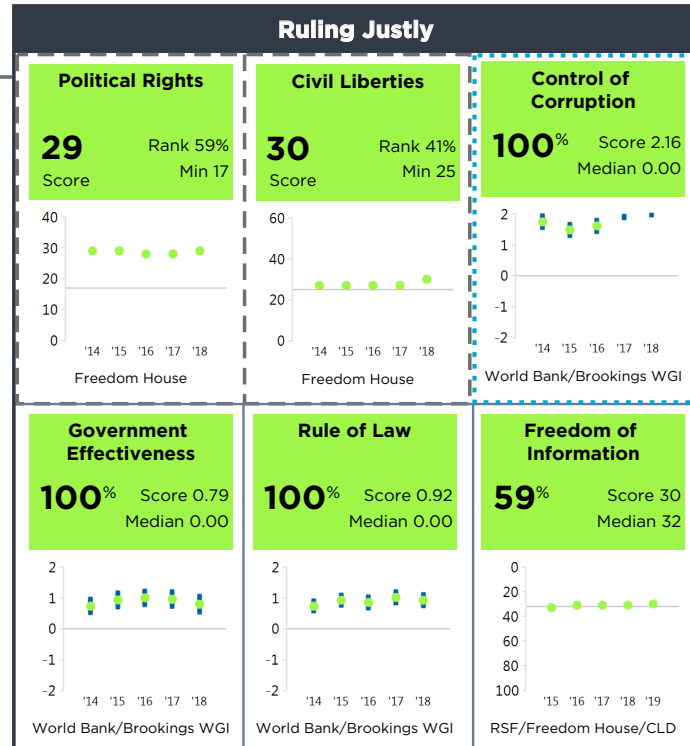 Ruling Justly
Political Rights
29
Score
Rank 59%
Min 17
40
30
20
10
0
'14 '15 '16 '17 '18
Freedom House
Civil Liberties
30
Score
Rank 41%
Min 25
60
40
20
0
'14 '15 '16 '17 '18
Freedom House
Control of
Corruption
100%
Score 2.16
Median 0.00
2
1
0
-1
-2
'14 '15 '16 '17 '18
World Bank/Brookings WGI
Government
Effectiveness
100%
Score 0.79
Median 0.00
2
1
0
-1
-2
'14 '15 '16 '17 '18
World Bank/Brookings WGI
Rule of Law
100%
Score 0.92
Median 0.00
2
1
0
-1
-2
'14 '15 '16 '17 '18
World Bank/Brookings WGI
Freedom of
Information
59%
Score 30
Median 32
0
20
40
60
80
100
'15 '16 '17 '18 '19
RSF/Freedom House/CLD